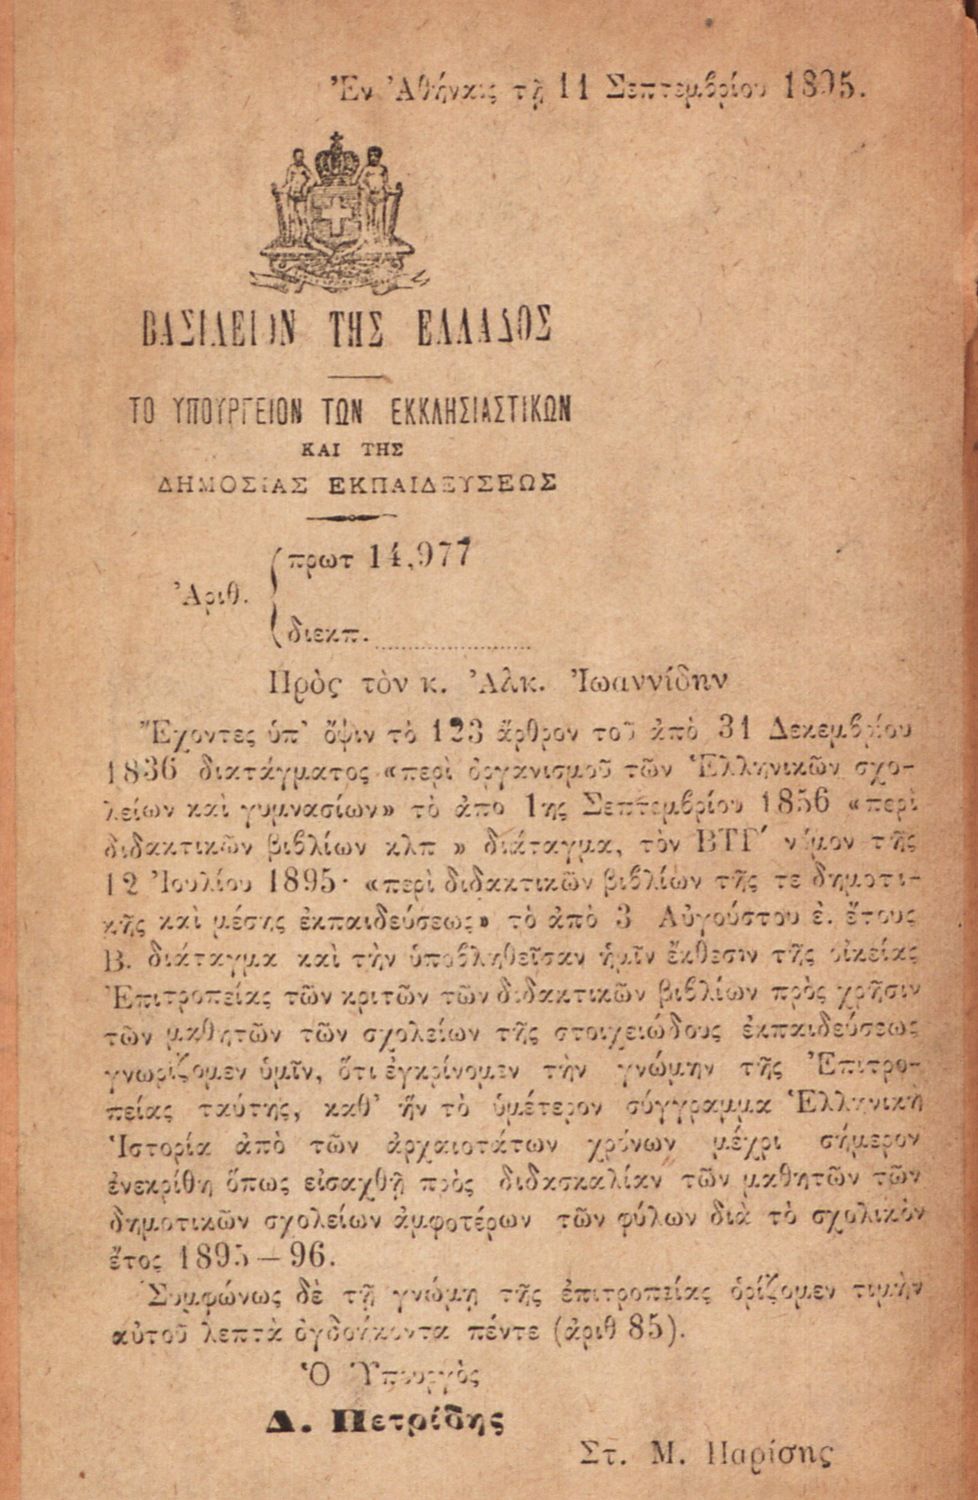 Ἐν Ἀθήναις τῇ 11 Σεπτεμβρίου 1895.
ΒΑΣΙΛΕΙΟΝ ΤΗΣ ΕΛΛΑΔΟΣ
ΤΟ ΥΠΟΥΡΓΕΙΟΝ ΤΩΝ ΕΚΚΛΗΣΙΑΣΤΙΚΩΝ
ΚΑΙ ΤΗΣ
ΔΗΜΟΣΙΑΣ ΕΚΠΑΙΔΕΥΣΕΩΣ
πρωτ 14,977
Ἀριθ.
διεκπ.
Πρὸς τὸν κ. Ἀλκ. Ἰωαννίδην
Ἔχοντες ὑπ' ὄψιν τὸ 123 ἄρθρον τοῦ ἀπὸ 31 Δεκεμβρίου
1836 διατάγματος «περὶ ὀργανισμοῦ τῶν Ἑλληνικῶν σχο-
λείων καὶ γυμνασίων» τὸ ἀπο 1ης Σεπτεμβρίου 1856 «περὶ
διδακτικῶν βιβλίων κλπ » διάταγμα, τὸν ΒΤΓ΄ νόμον τῆς
12 Ἰουλίου 1895· «περὶ διδακτικῶν βιβλίων τῆς τε δημοτι-
κῆς καὶ μέσης ἐκπαιδεύσεως» τὸ ἀπὸ 3 Αὐγούστου ἐ. ἔτους
Β. διάταγμα καὶ τὴν ὑποβληθεῖσαν ἡμῖν ἔκθεσιν τῆς οἰκείας
Ἐπιτροπείας τῶν κριτῶν τῶν διδακτικῶν βιβλίων πρὸς χρῆσιν
τῶν μαθητῶν τῶν σχολείων τῆς στοιχειώδους ἐκπαιδεύσεως
γνωρίζομεν ὑμῖν, ὅτι ἐγκρίνομεν τὴν γνώμην τῆς Ἐπιτρο-
πείας ταύτης, καθ' ἣν τὸ ὑμέτερον σύγγραμμα Ἑλληνικὴ
Ἱστορία ἀπὸ τῶν ἀρχαιοτάτων χρόνων μέχρι σήμερον
ἐνεκρίθη ὅπως εἰσαχθῇ πρὸς διδασκαλίαν τῶν μαθητῶν τῶν
δημοτικῶν σχολείων ἀμφοτέρων τῶν φύλων διὰ τὸ σχολικὸν
ἔτος 1895—96.
Συμφώνως δὲ τῇ γνώμῃ τῆς ἐπιτροπείας ὁρίζομεν τιμὴν
αὐτοῦ λεπτὰ ὀγδοήκοντα πέντε (ἀριθ 85).
Ὁ Ὑπουργὸς
Δ. Πετρίδης
Στ. Μ. Παρίσης